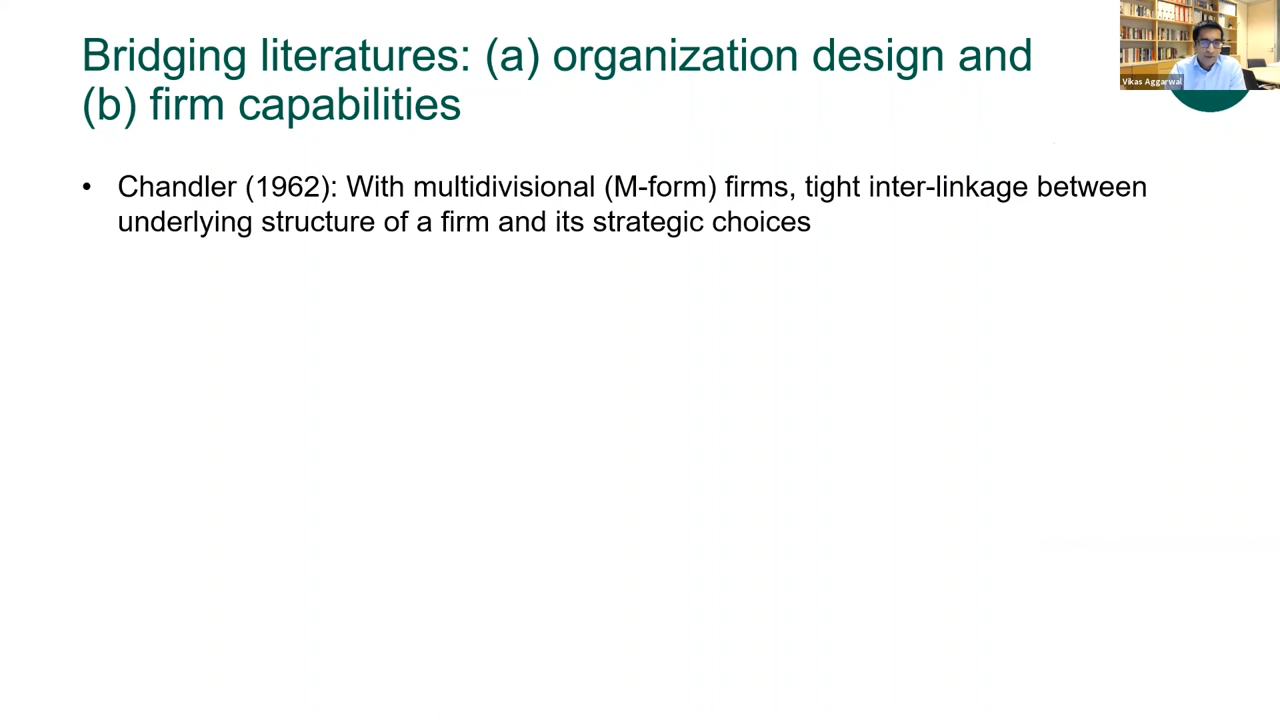 Bridging literatures: (a) organization design and
(b) firm capabilities
Vikas Aggarwal
• Chandler (1962): With multidivisional (M-form) firms, tight inter-linkage between
underlying structure of a firm and its strategic choices